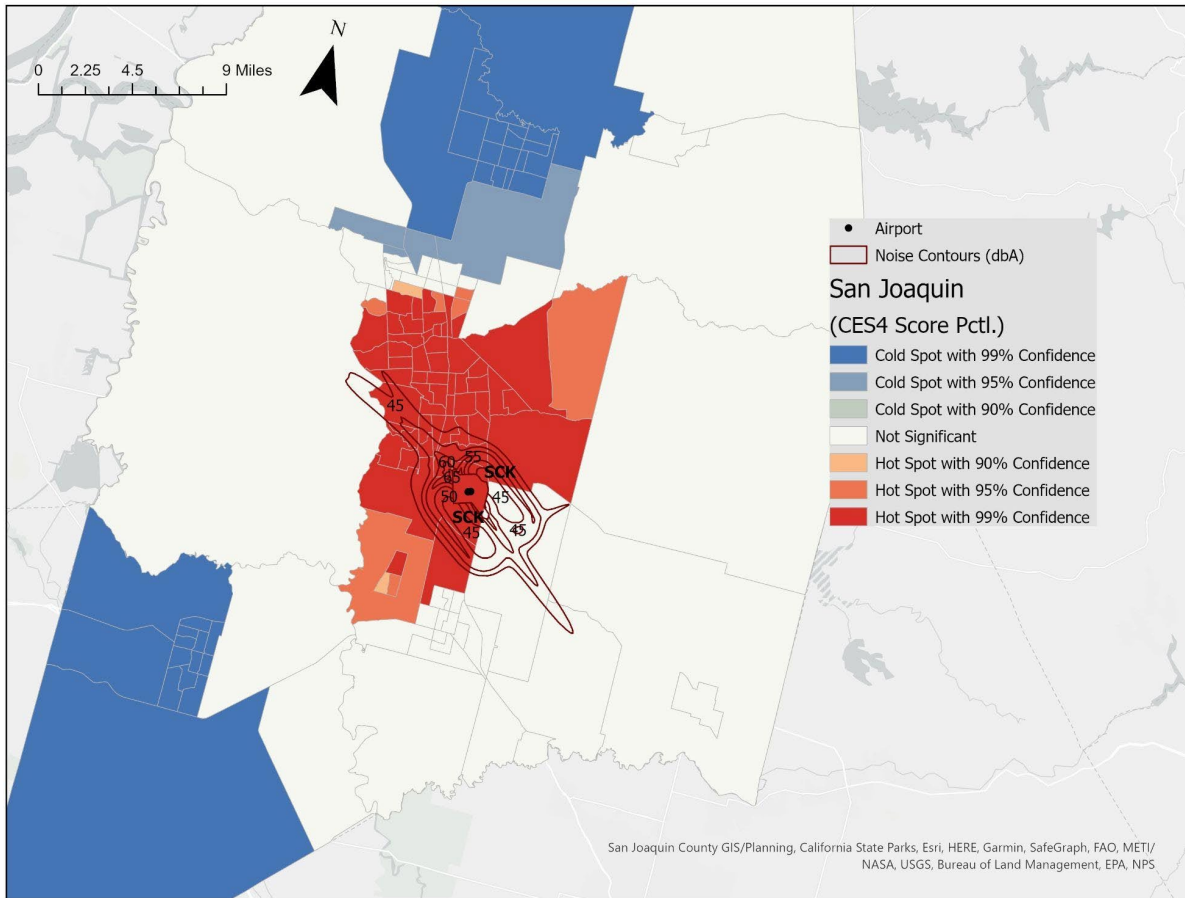 N
0 2.25 4.5 9 Miles
Airport
Noise Contours (dbA)
San Joaquin
(CES4 Score Pctl.)
Cold Spot with 99% Confidence
Cold Spot with 95% Confidence
Cold Spot with 90% Confidence
Not Significant
Hot Spot with 90% Confidence
Hot Spot with 95% Confidence
Hot Spot with 99% Confidence
45
60 55
65 SCK
50 45
SCK
45 45
San Joaquin County GIS/Planning, California State Parks, Esri, HERE, Garmin, SafeGraph, FAO, METI/
NASA, USGS, Bureau of Land Management, EPA, NPS